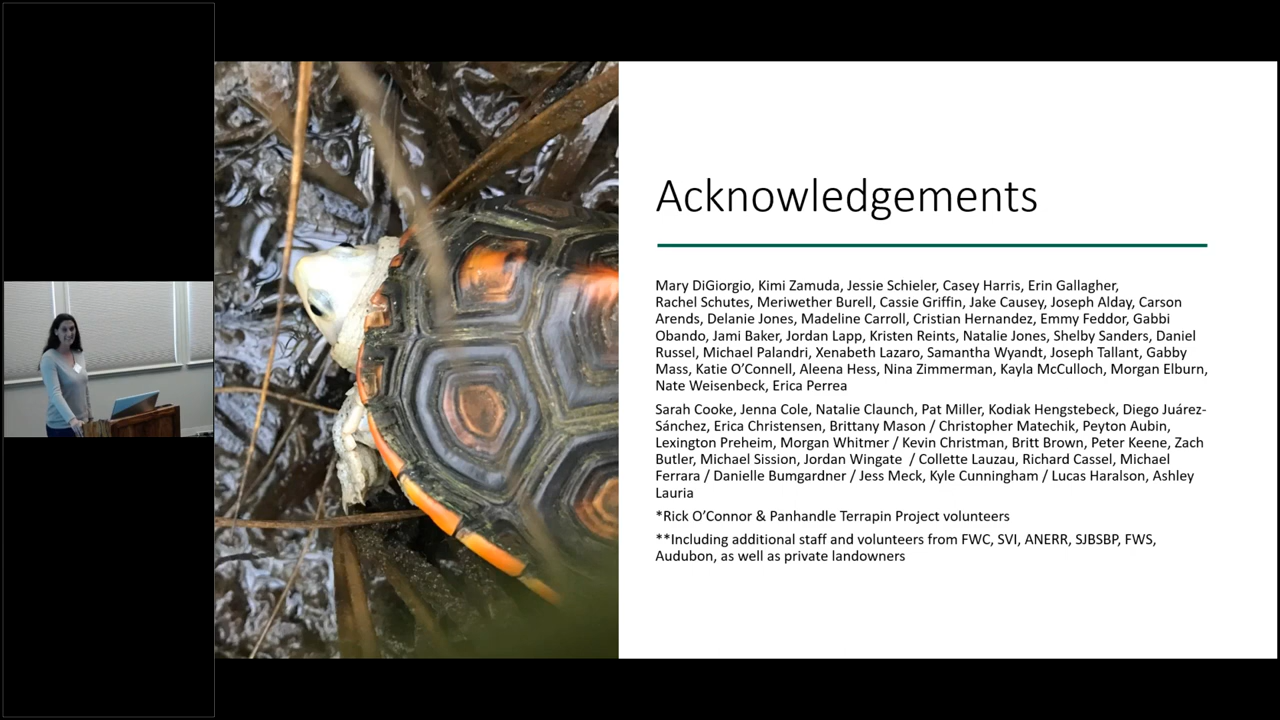 Acknowledgements
Mary DiGiorgio, Kimi Zamuda, Jessie Schieler, Casey Harris, Erin Gallagher,
Rachel Schutes, Meriwether Burell, Cassie Griffin, Jake Causey, Joseph Alday, Carson
Arends, Delanie Jones, Madeline Carroll, Cristian Hernandez, Emmy Feddor, Gabbi
Obando, Jami Baker, Jordan Lapp, Kristen Reints, Natalie Jones, Shelby Sanders, Daniel
Russel, Michael Palandri, Xenabeth Lazaro, Samantha Wyandt, Joseph Tallant, Gabby
Mass, Katie O’Connell, Aleena Hess, Nina Zimmerman, Kayla McCulloch, Morgan Elburn,
Nate Weisenbeck, Erica Perrea
Sarah Cooke, Jenna Cole, Natalie Claunch, Pat Miller, Kodiak Hengstebeck, Diego Juárez-
Sánchez, Erica Christensen, Brittany Mason / Christopher Matechik, Peyton Aubin,
Lexington Preheim, Morgan Whitmer / Kevin Christman, Britt Brown, Peter Keene, Zach
Butler, Michael Sission, Jordan Wingate  / Collette Lauzau, Richard Cassel, Michael
Ferrara / Danielle Bumgardner / Jess Meck, Kyle Cunningham / Lucas Haralson, Ashley
Lauria
*Rick O’Connor & Panhandle Terrapin Project volunteers
**Including additional staff and volunteers from FWC, SVI, ANERR, SJBSBP, FWS,
Audubon, as well as private landowners